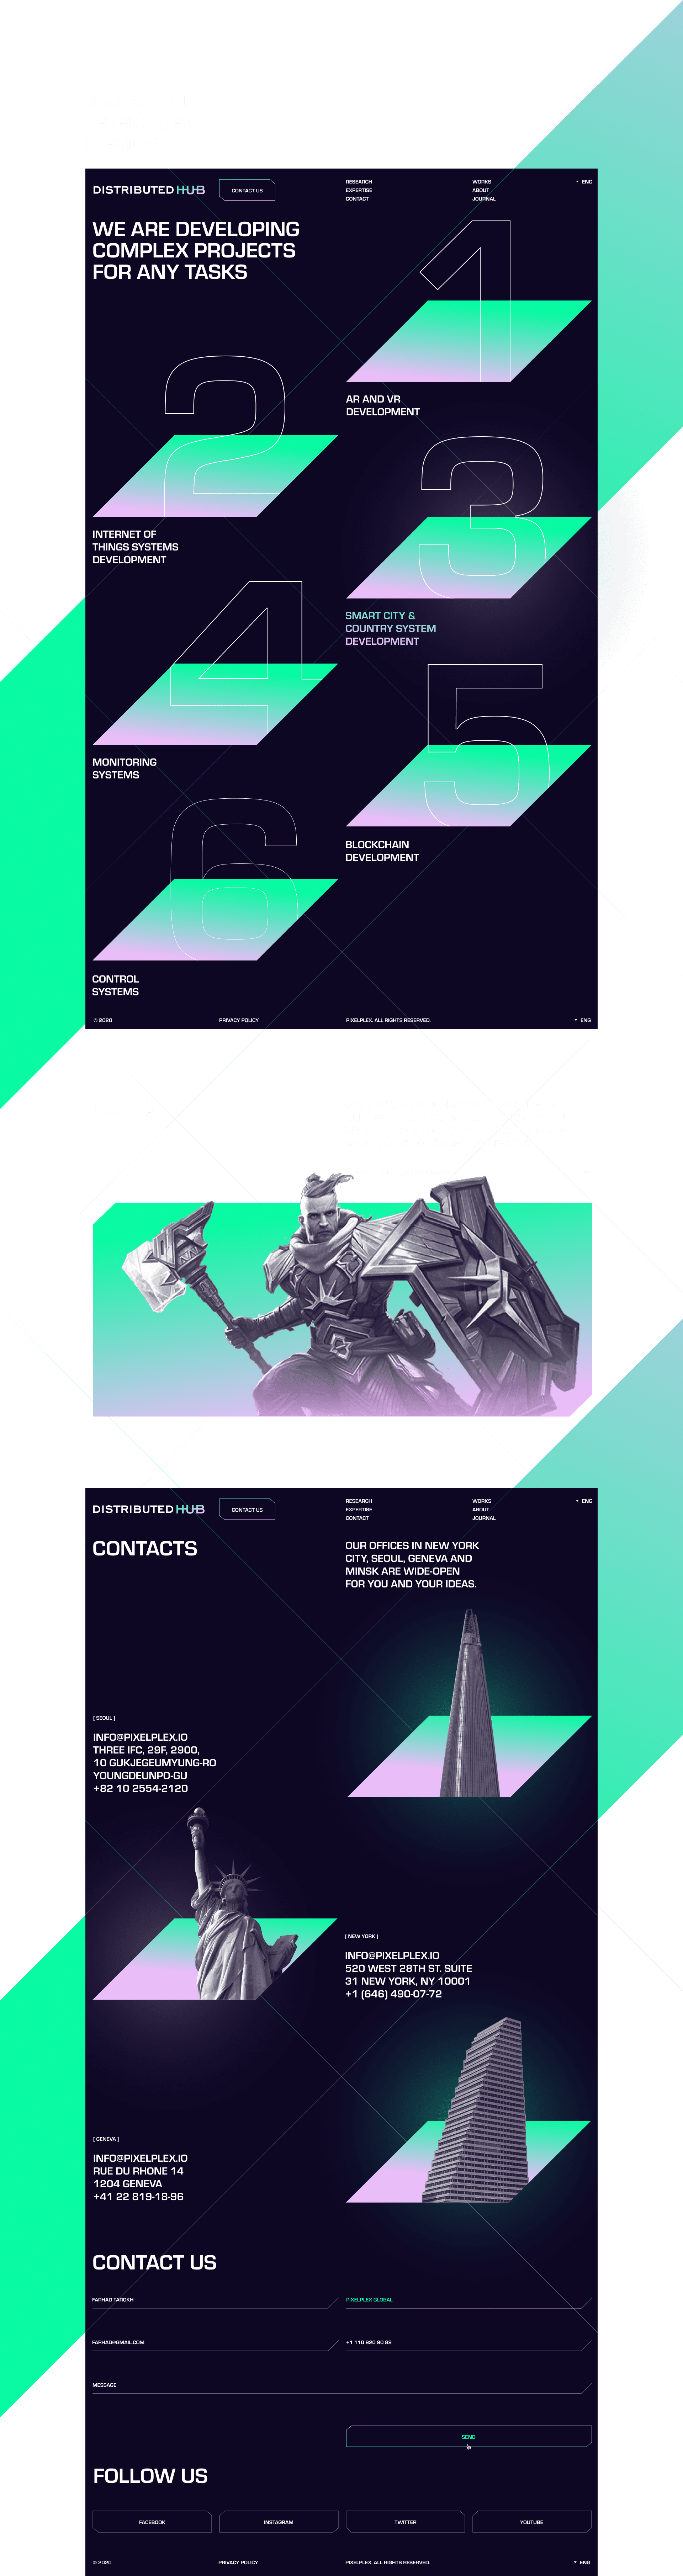 DISTRIBUTED HUB
CONTACT US
RESEARCH
EXPERTISE
CONTACT
WORKS
ABOUT
JOURNAL
ENG
WE ARE DEVELOPING
COMPLEX PROJECTS
FOR ANY TASKS
1
AR AND VR
DEVELOPMENT
2
INTERNET OF
THINGS SYSTEMS
DEVELOPMENT
3
SMART CITY &
COUNTRY SYSTEM
DEVELOPMENT
4
MONITORING
SYSTEMS
5
BLOCKCHAIN
DEVELOPMENT
6
CONTROL
SYSTEMS
© 2020
PRIVACY POLICY
PIXELPLEX. ALL RIGHTS RESERVED.
ENG
DISTRIBUTED HUB
CONTACT US
RESEARCH
EXPERTISE
CONTACT
WORKS
ABOUT
JOURNAL
ENG
CONTACTS
OUR OFFICES IN NEW YORK
CITY, SEOUL, GENEVA AND
MINSK ARE WIDE-OPEN
FOR YOU AND YOUR IDEAS.
[ SEOUL ]
INFO@PIXELPLEX.IO
THREE IFC, 29F, 2900,
10 GUKJEGEUMYUNG-RO
YOUNGDEUNPO-GU
+82 10 2554-2120
[ NEW YORK ]
INFO@PIXELPLEX.IO
520 WEST 28TH ST. SUITE
31 NEW YORK, NY 10001
+1 (646) 490-07-72
[ GENEVA ]
INFO@PIXELPLEX.IO
RUE DU RHONE 14
1204 GENEVA
+41 22 819-18-96
CONTACT US
FARHAD TAROKH
PIXELPLEX GLOBAL
FARHAD@GMAIL.COM
+1 110 920 90 89
MESSAGE
SEND
FOLLOW US
FACEBOOK
INSTAGRAM
TWITTER
YOUTUBE
© 2020
PRIVACY POLICY
PIXELPLEX. ALL RIGHTS RESERVED.
ENG